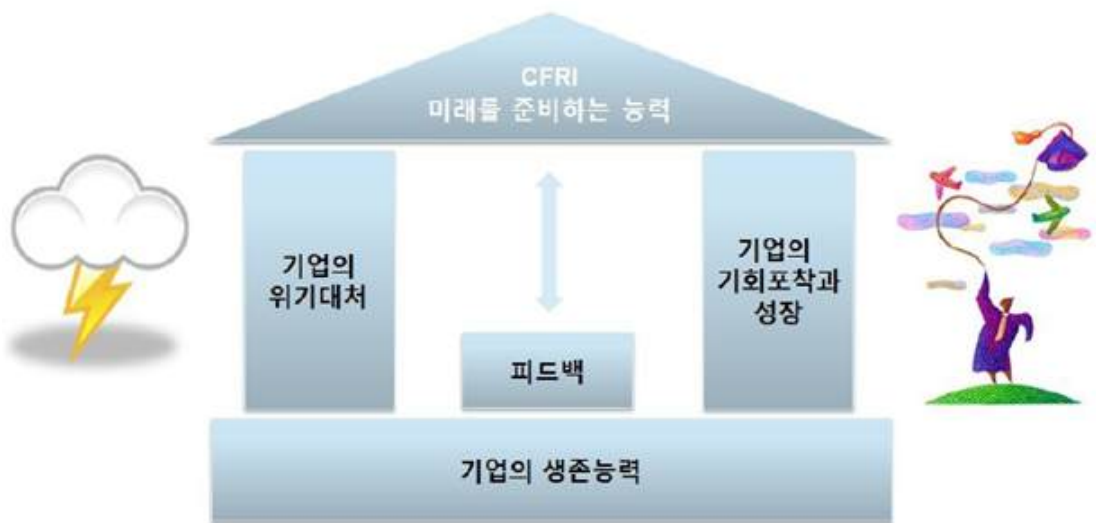 CFRI
미래를 준비하는 능력
기업의
위기대처
기업의
기회포착과
성장
피드백
기업의 생존능력